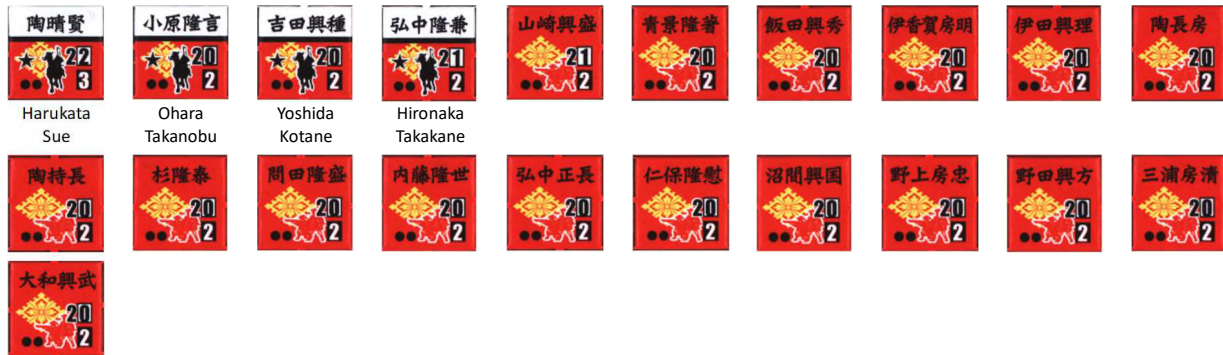 陶晴賢
22
3
Harukata
Sue
小原隆言
20
2
Ohara
Takanobu
吉田興種
20
2
Yoshida
Kotane
弘中隆兼
21
2
Hironaka
Takakane
山崎興盛
21
2
青景隆著
20
2
飯田興秀
20
2
伊香賀房明
20
2
伊田興理
20
2
陶長房
20
2
陶持長
20
2
杉隆泰
20
2
問田隆盛
20
2
内藤隆世
20
2
弘中正長
20
2
仁保隆慰
20
2
沼間興国
20
2
野上房忠
20
2
野田興方
20
2
三浦房清
20
2
大和興武
20
2